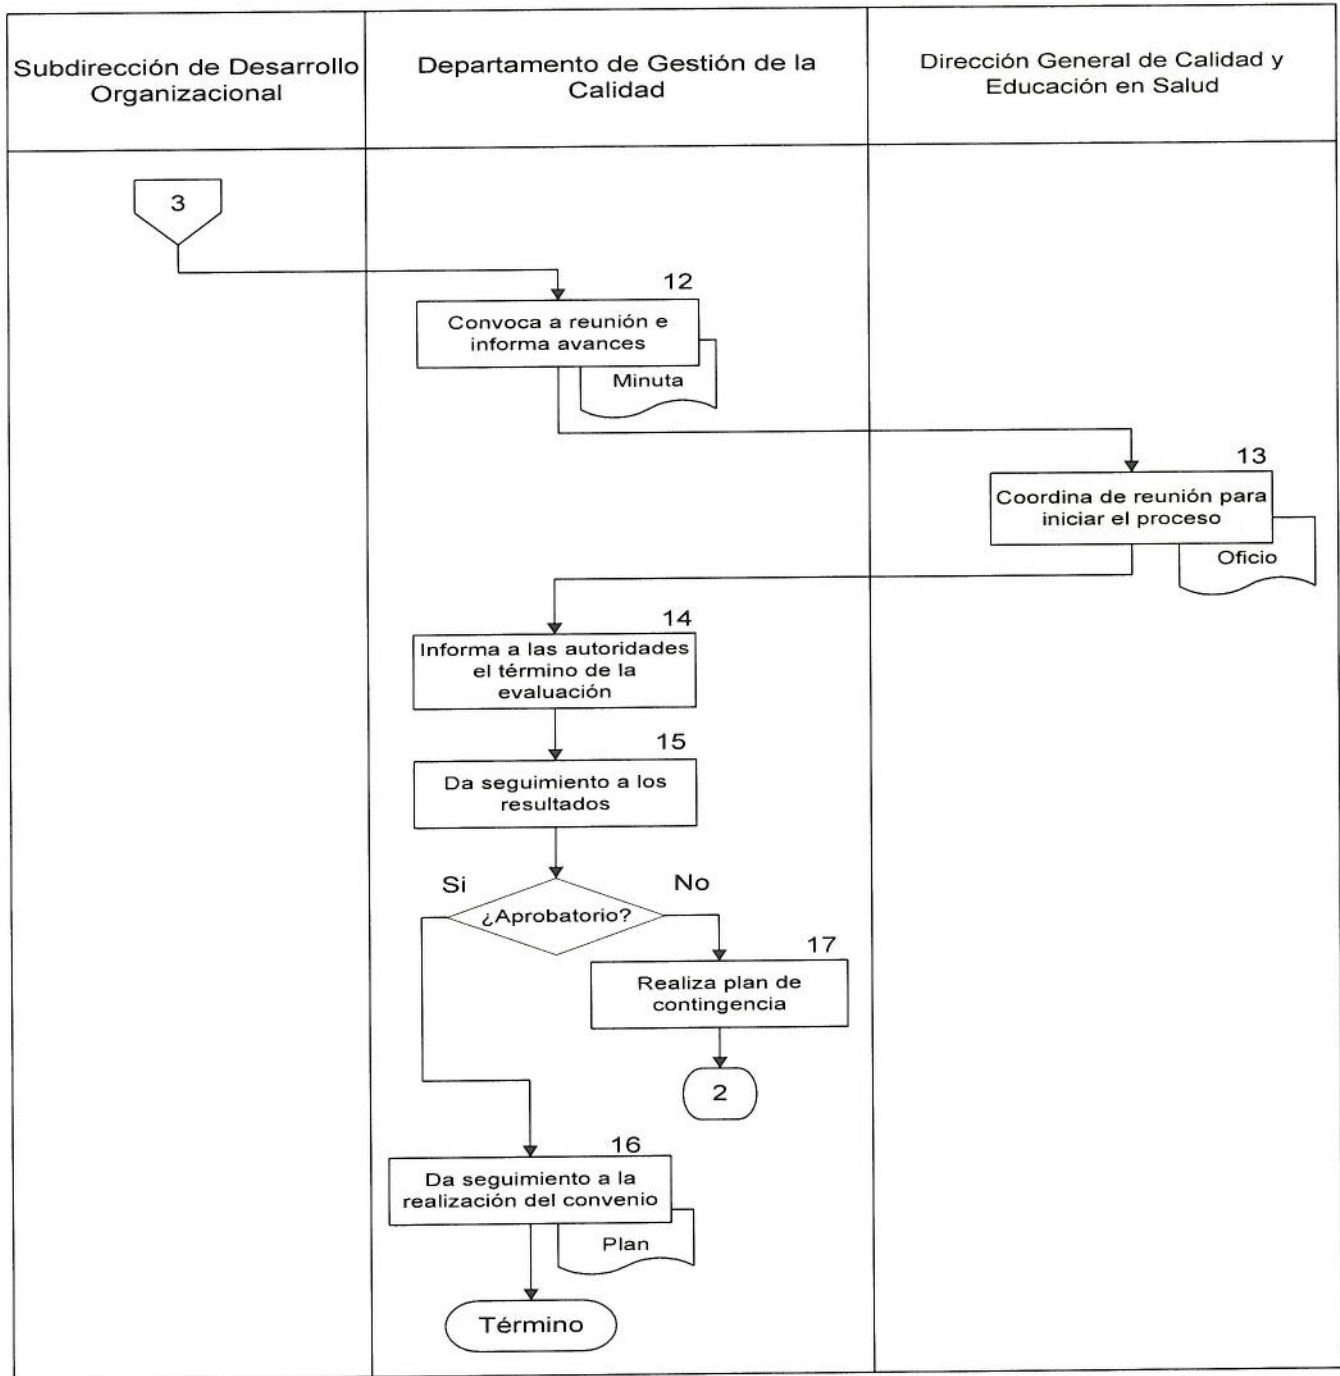 Subdirección de Desarrollo
Organizacional
Departamento de Gestión de la
Calidad
Dirección General de Calidad y
Educación en Salud
3
12
Convoca a reunión e
informa avances
Minuta
13
Coordina de reunión para
iniciar el proceso
Oficio
14
Informa a las autoridades
el término de la
evaluación
15
Da seguimiento a los
resultados
Si
No
¿Aprobatorio?
17
Realiza plan de
contingencia
2
16
Da seguimiento a la
realización del convenio
Plan
Término